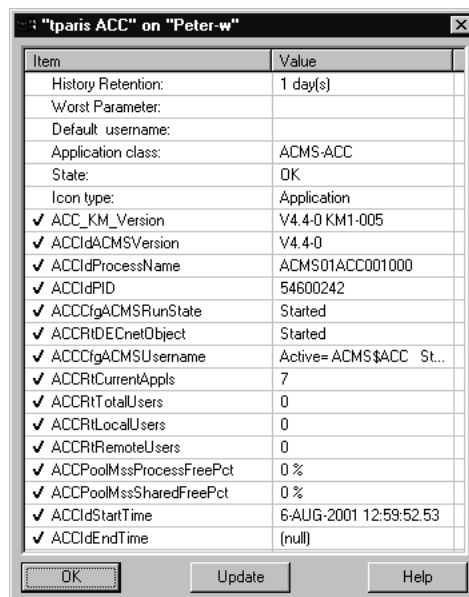 "tparis ACC" on "Peter-w"
Item Value
History Retention: 1 day(s)
Worst Parameter:
Default username:
Application class: ACMS-ACC
State: OK
Icon type: Application
ACC_KM_Version V4.4-0 KM1-005
ACCIdACMSVersion V4.4-0
ACCIdProcessName ACMS01ACC001000
ACCIdPID 54600242
ACCCfgACMSRunState Started
ACCRtDECnetObject Started
ACCCfgACMSUsername Active= ACMS$ACC St...
ACCRtCurrentAppls 7
ACCRtTotalUsers 0
ACCRtLocalUsers 0
ACCRtRemoteUsers 0
ACCPoolMssProcessFreePct 0 %
ACCPoolMssSharedFreePct 0 %
ACCIdStartTime 6-AUG-2001 12:59:52.53
ACCIdEndTime (null)
OK Update Help